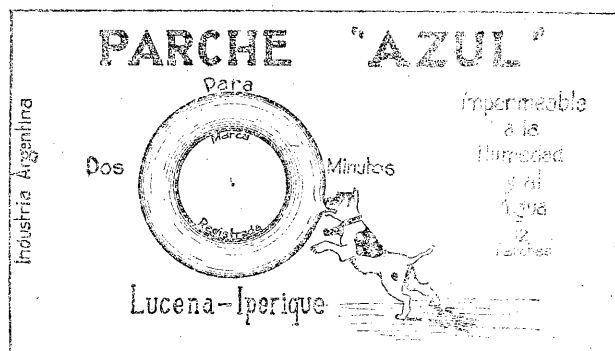 PARCHE "AZUL"
Industria Argentina
Para
Dos
Minutos
Marca
Registrada
Lucena-Iperique
Impermeable
a la
Humedad
y al
Agua
12
Parches